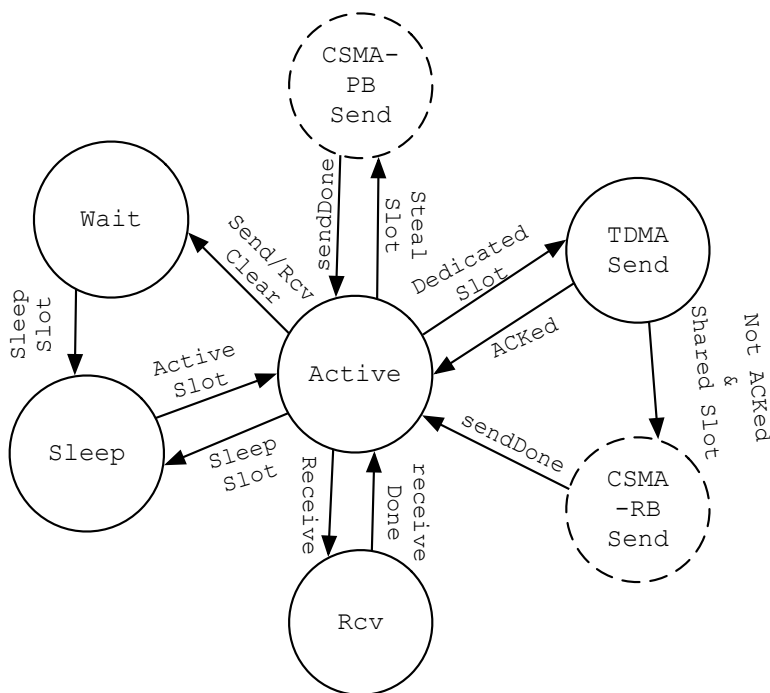 CSMA-
PB
Send
Wait
sendDone
Steal
Slot
Send/Rcv
Clear
Dedicated
Slot
TDMA
Send
Sleep
Slot
Active
Slot
Active
ACKed
Not ACKed
&
Shared Slot
Sleep
Sleep
Slot
sendDone
CSMA
-RB
Send
Receive
receive
Done
Rcv